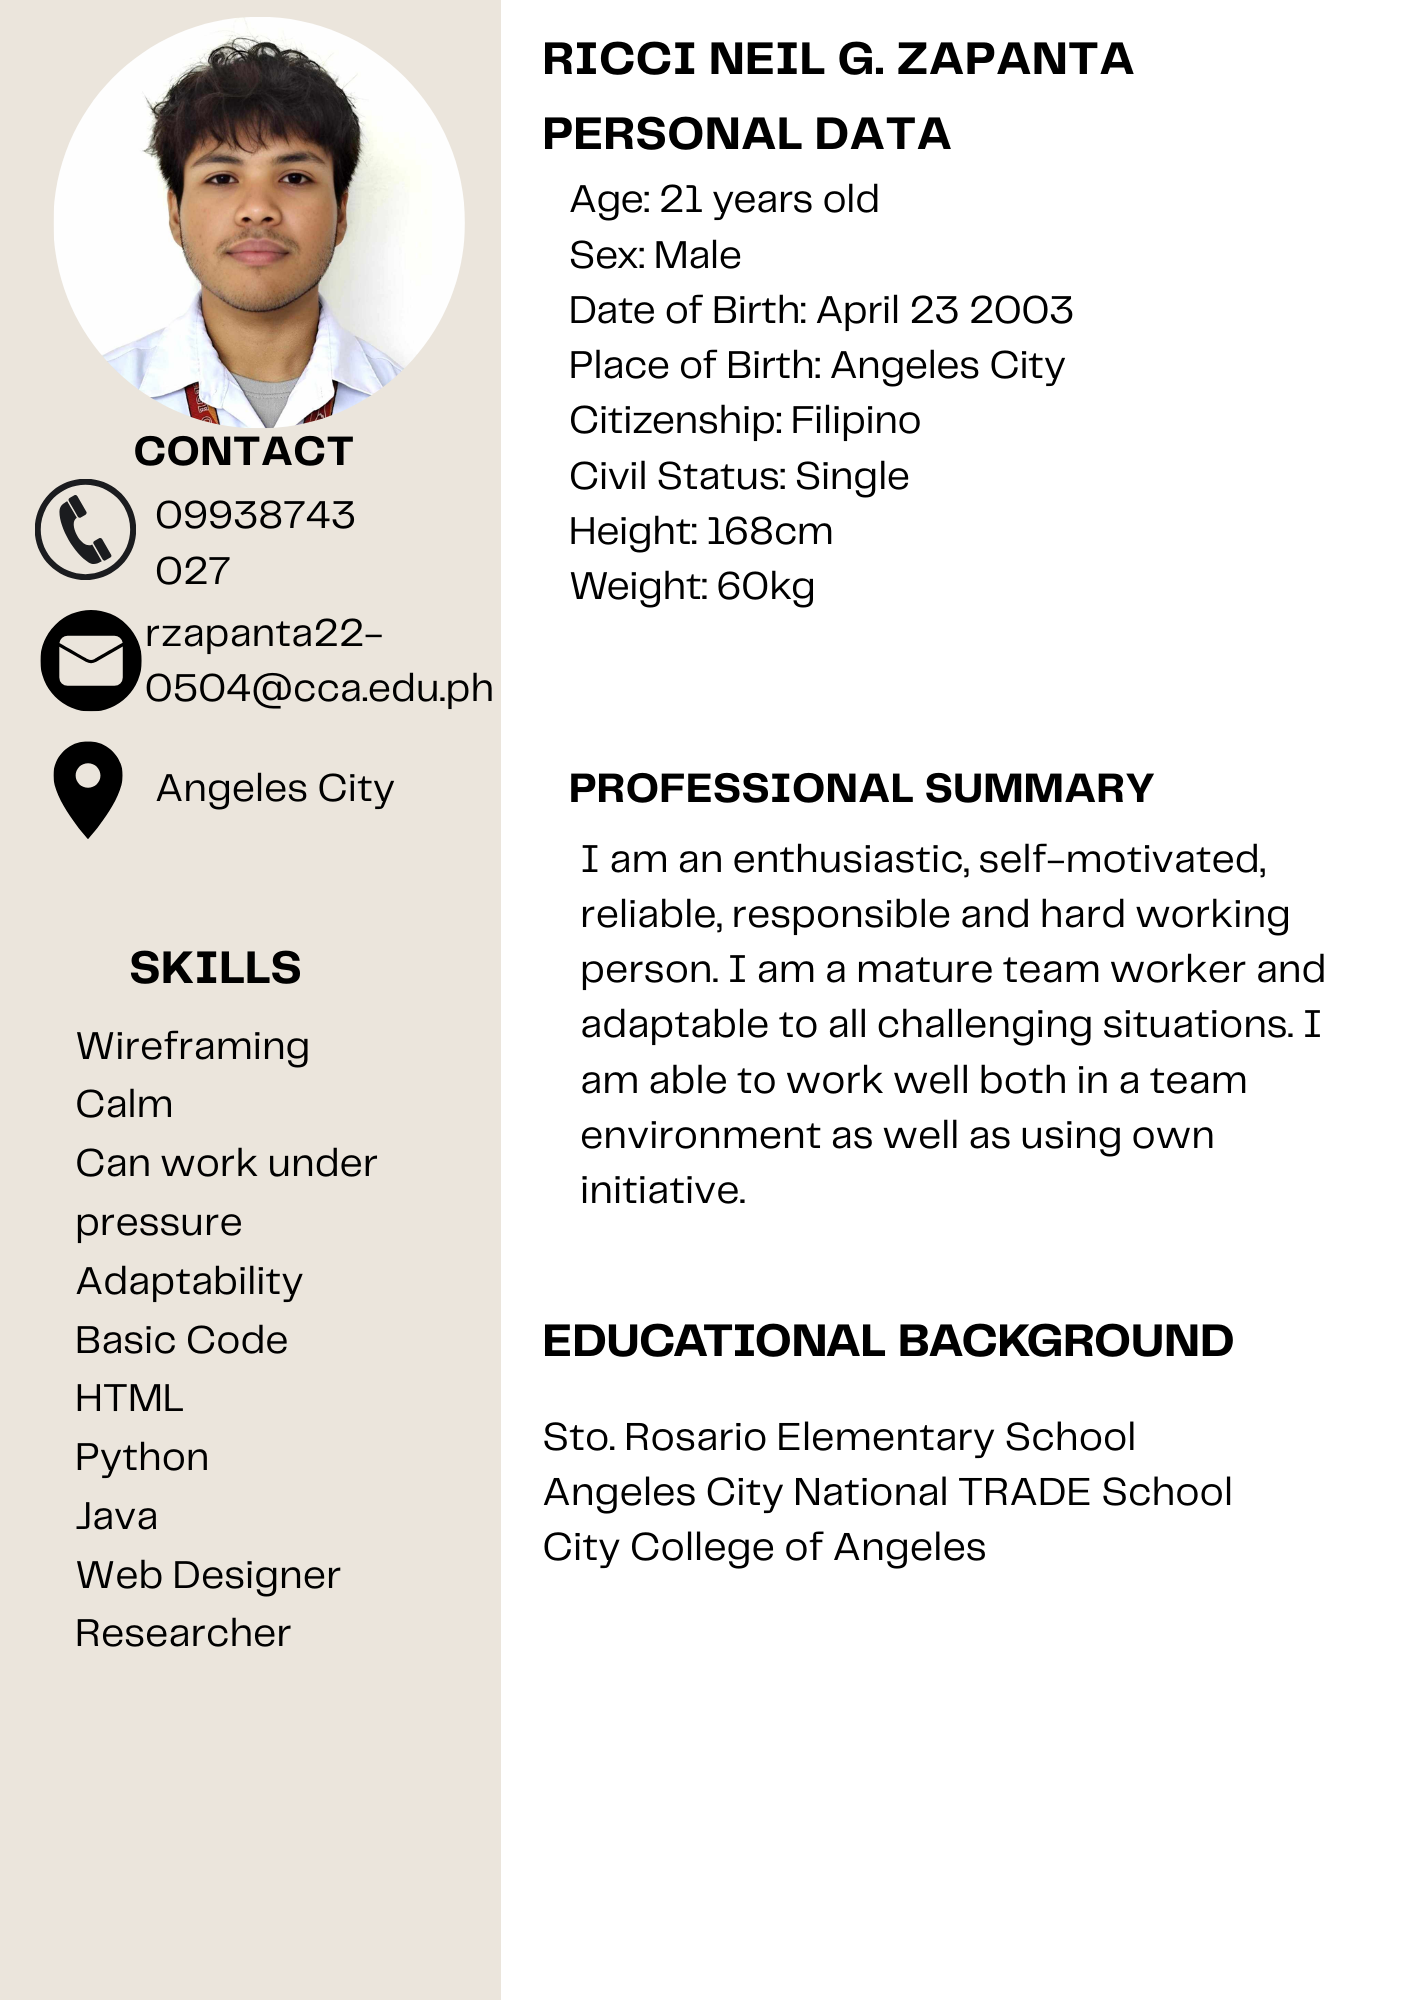 RICCI NEIL G. ZAPANTA
PERSONAL DATA
Age: 21 years old
Sex: Male
Date of Birth: April 23 2003
Place of Birth: Angeles City
Citizenship: Filipino
Civil Status: Single
Height: 168cm
Weight: 60kg
CONTACT
09938743
027
rzapanta22-
0504@cca.edu.ph
Angeles City
SKILLS
Wireframing
Calm
Can work under
pressure
Adaptability
Basic Code
HTML
Python
Java
Web Designer
Researcher
PROFESSIONAL SUMMARY
I am an enthusiastic, self-motivated,
reliable, responsible and hard working
person. I am a mature team worker and
adaptable to all challenging situations. I
am able to work well both in a team
environment as well as using own
initiative.
EDUCATIONAL BACKGROUND
Sto. Rosario Elementary School
Angeles City National TRADE School
City College of Angeles